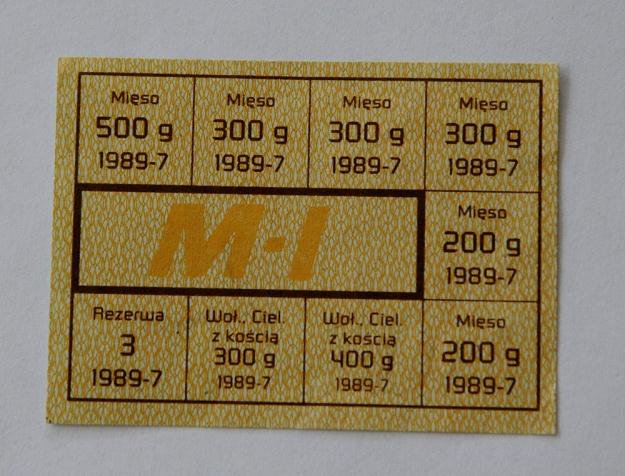 Mięso
500 g
1989-7
Mięso
300 g
1989-7
Mięso
300 g
1989-7
Mięso
300 g
1989-7
M-I
Mięso
200 g
1989-7
Rezerwa
3
1989-7
Woł., Ciel.
z kością
300 g
1989-7
Woł., Ciel.
z kością
400 g
1989-7
Mięso
200 g
1989-7